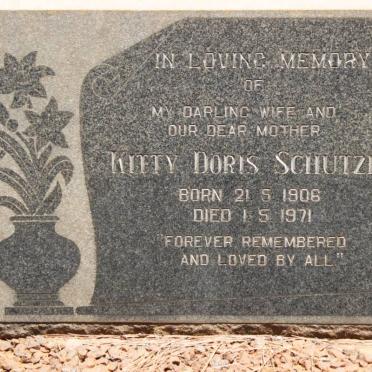 IN LOVING MEMORY
OF
MY DARLING WIFE AND
OUR DEAR MOTHER
KITTY DORIS
BORN 21·5·1906
DIED 1·5·1971
"FOREVER REMEMBERED
AND LOVED BY ALL"